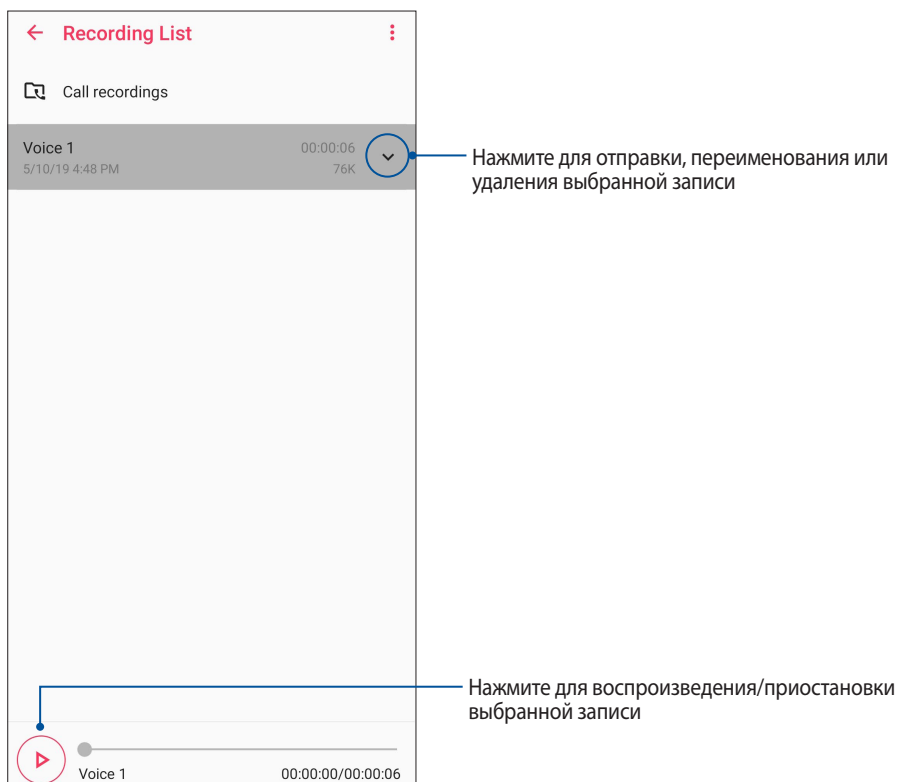 Recording List
Call recordings
Voice 1 00:00:06
5/10/19 4:48 PM 76K
Нажмите для отправки, переименования или
удаления выбранной записи
Нажмите для воспроизведения/приостановки
выбранной записи
Voice 1 00:00:00/00:00:06